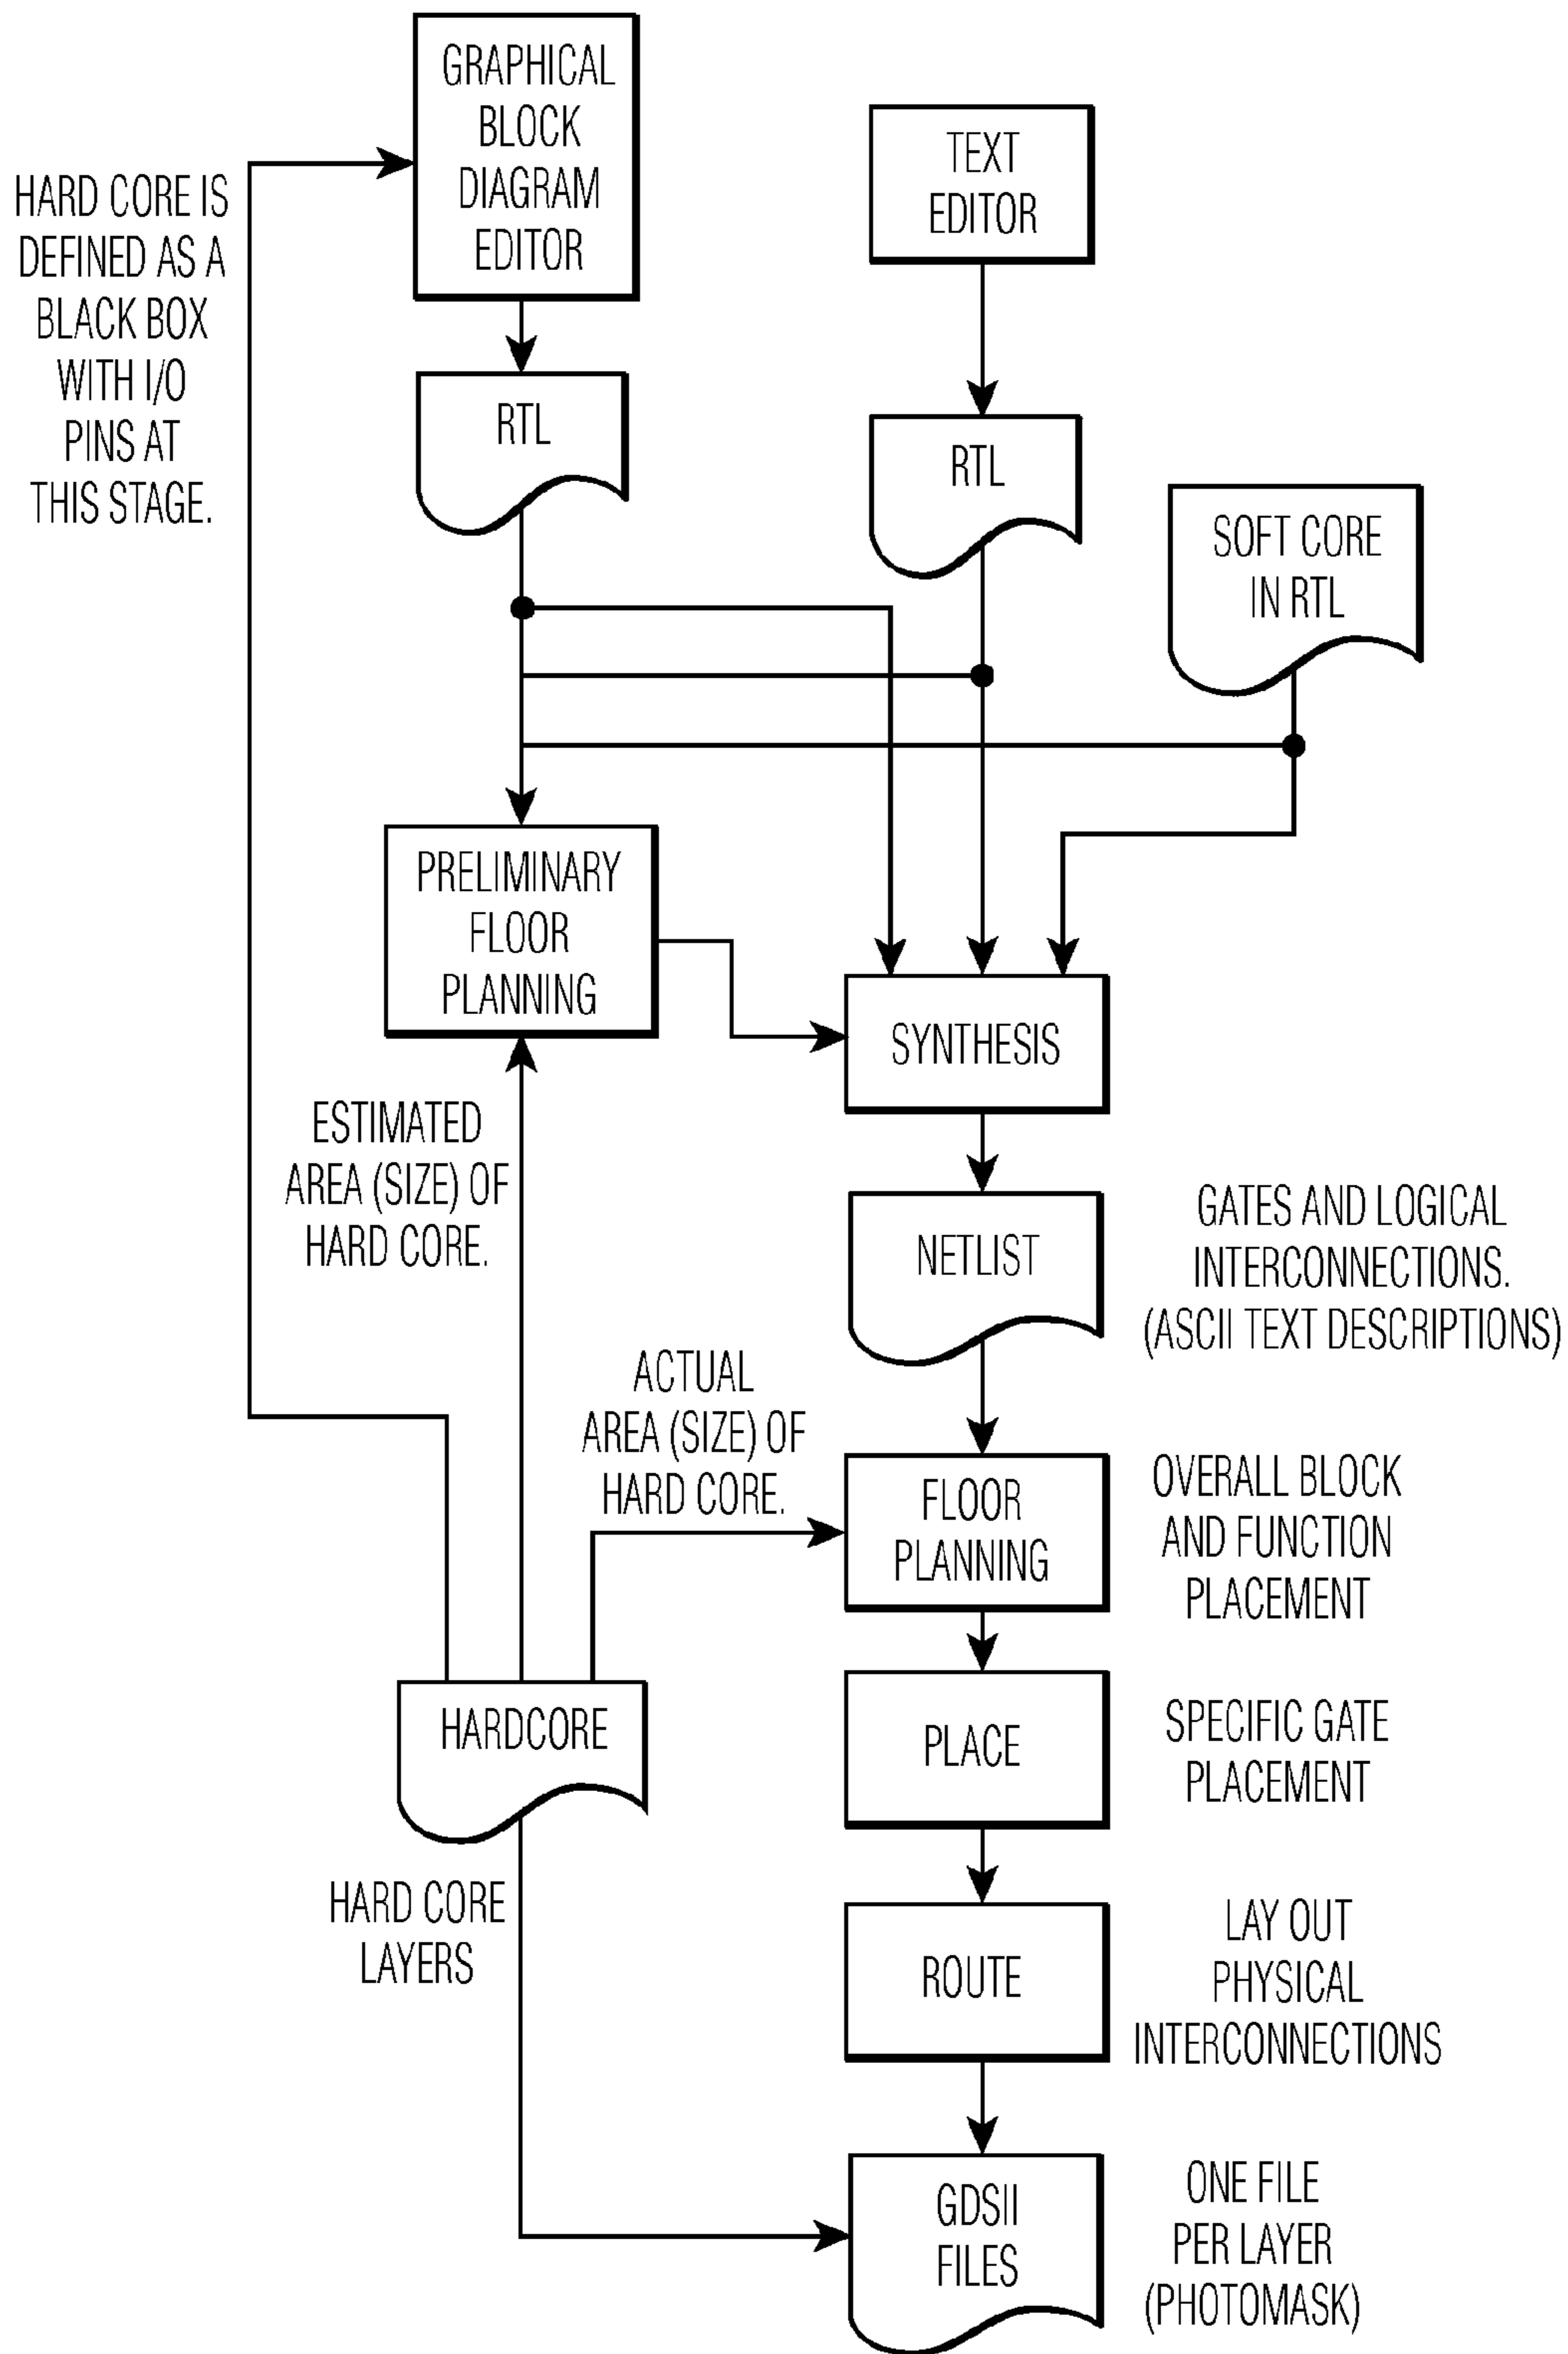 GRAPHICAL
BLOCK
DIAGRAM
EDITOR
TEXT
EDITOR
HARD CORE IS
DEFINED AS A
BLACK BOX
WITH I/O
PINS AT
THIS STAGE.
RTL
RTL
SOFT CORE
IN RTL
PRELIMINARY
FLOOR
PLANNING
SYNTHESIS
ESTIMATED
AREA (SIZE) OF
HARD CORE.
NETLIST
GATES AND LOGICAL
INTERCONNECTIONS.
(ASCII TEXT DESCRIPTIONS)
ACTUAL
AREA (SIZE) OF
HARD CORE.
FLOOR
PLANNING
OVERALL BLOCK
AND FUNCTION
PLACEMENT
HARDCORE
PLACE
SPECIFIC GATE
PLACEMENT
HARD CORE
LAYERS
ROUTE
LAY OUT
PHYSICAL
INTERCONNECTIONS
GDSII
FILES
ONE FILE
PER LAYER
(PHOTOMASK)